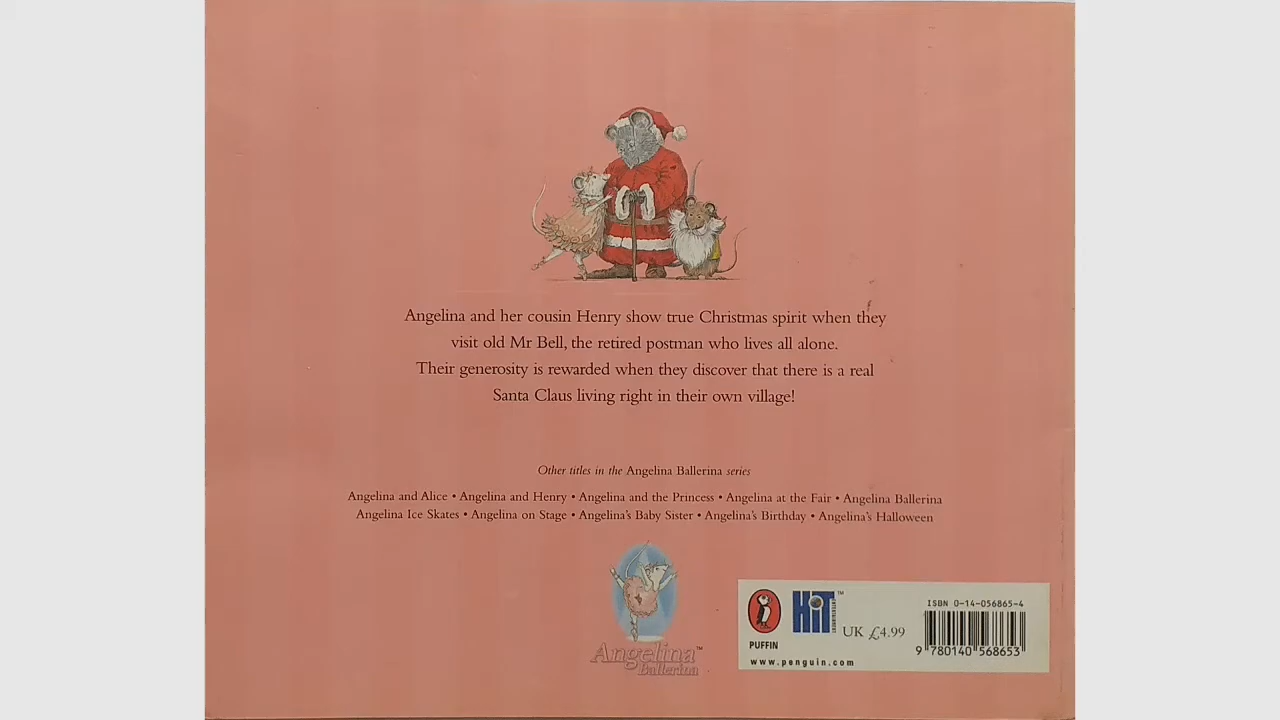 Angelina and her cousin Henry show true Christmas spirit when they
visit old Mr Bell, the retired postman who lives all alone.
Their generosity is rewarded when they discover that there is a real
Santa Claus living right in their own village!
Other titles in the Angelina Ballerina series
Angelina and Alice • Angelina and Henry • Angelina and the Princess • Angelina at the Fair • Angelina Ballerina
Angelina Ice Skates • Angelina on Stage • Angelina's Baby Sister • Angelina's Birthday • Angelina's Halloween
Angelina™
Ballerina
PUFFIN
www.penguin.com
HiT™
ENTERTAINMENT
UK £4.99
ISBN 0-14-056865-4
9 780140 568653